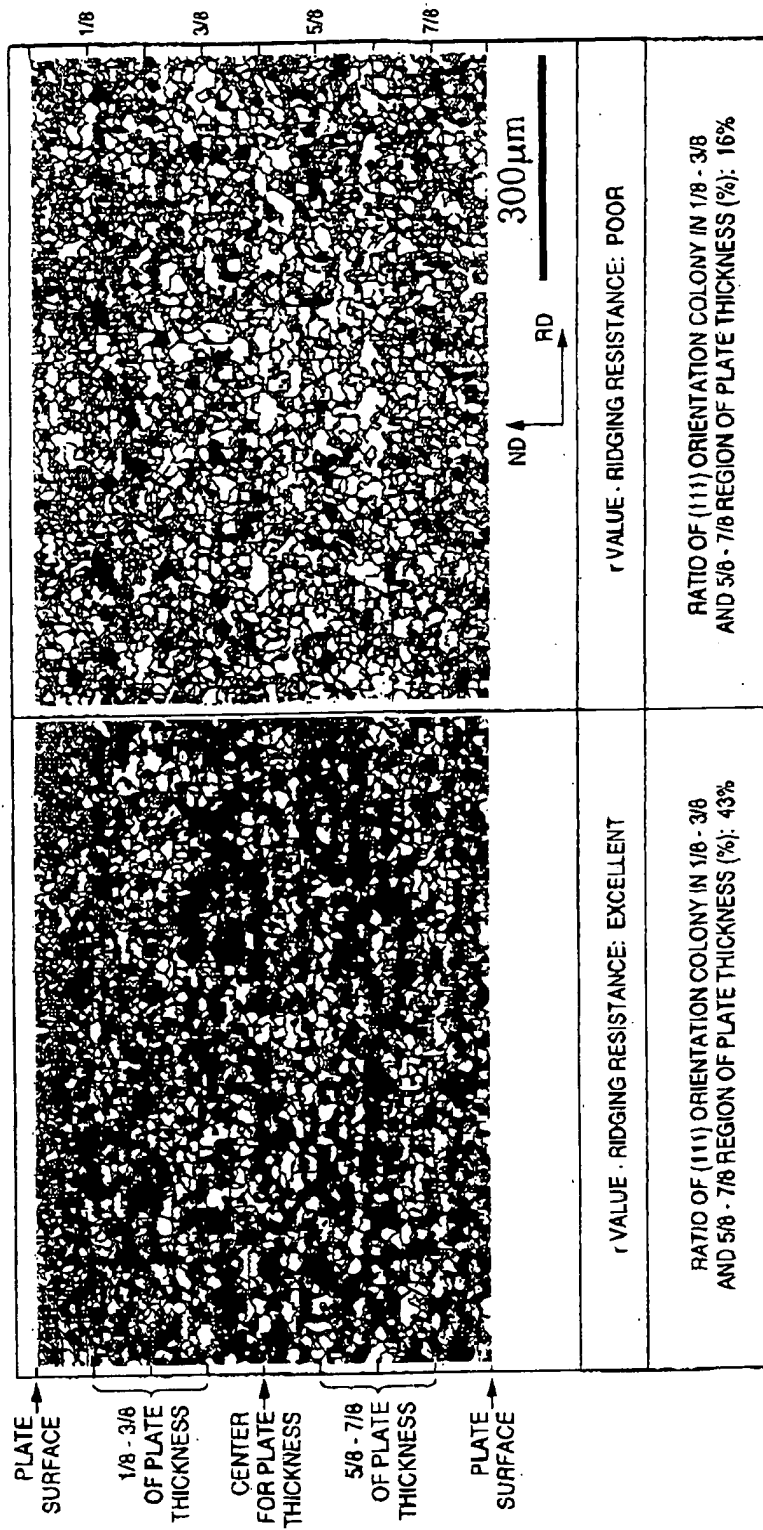 PLATE
SURFACE
1/8 - 3/8
OF PLATE
THICKNESS
CENTER
FOR PLATE
THICKNESS
5/8 - 7/8
OF PLATE
THICKNESS
PLATE
SURFACE
1/8
3/8
5/8
7/8
ND
RD
300μm
r VALUE · RIDGING RESISTANCE: EXCELLENT
r VALUE · RIDGING RESISTANCE: POOR
RATIO OF (111) ORIENTATION COLONY IN 1/8 - 3/8
AND 5/8 - 7/8 REGION OF PLATE THICKNESS (%): 43%
RATIO OF (111) ORIENTATION COLONY IN 1/8 - 3/8
AND 5/8 - 7/8 REGION OF PLATE THICKNESS (%): 16%